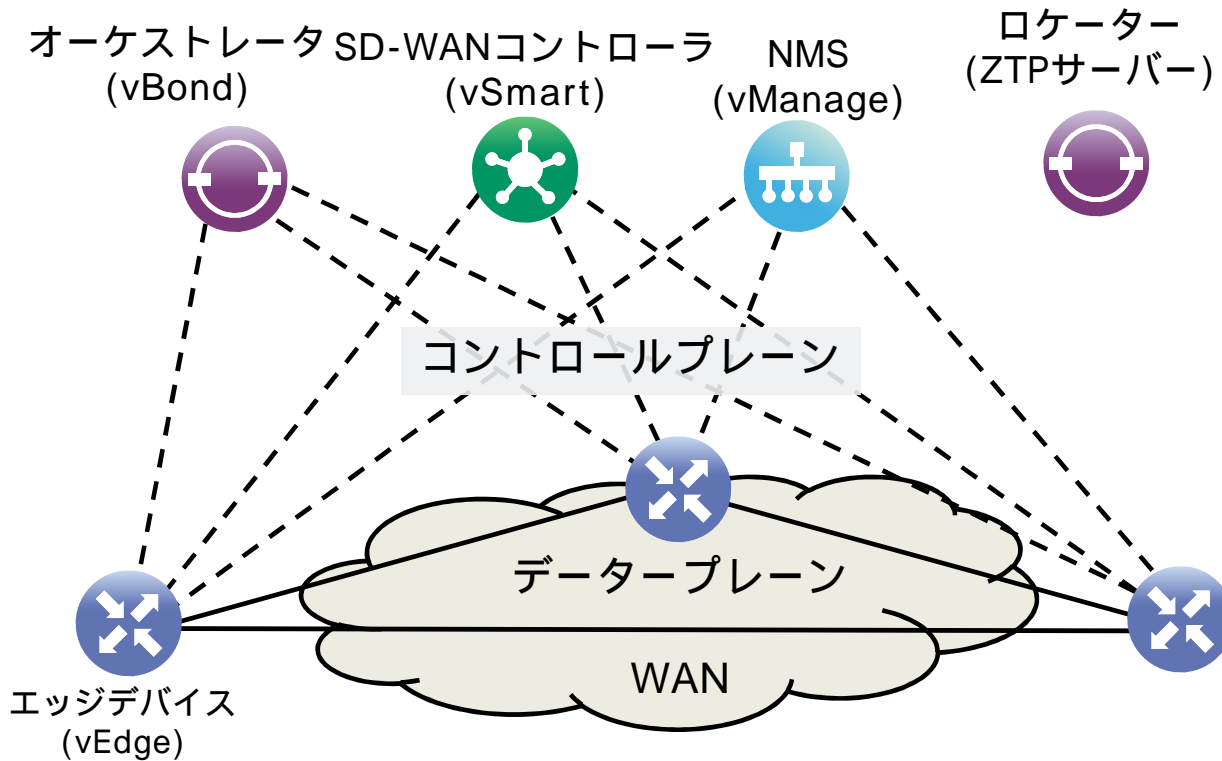 オーケストレータ
(vBond)
SD-WANコントローラ
(vSmart)
NMS
(vManage)
ロケーター
(ZTPサーバー)
コントロールプレーン
データープレーン
WAN
エッジデバイス
(vEdge)